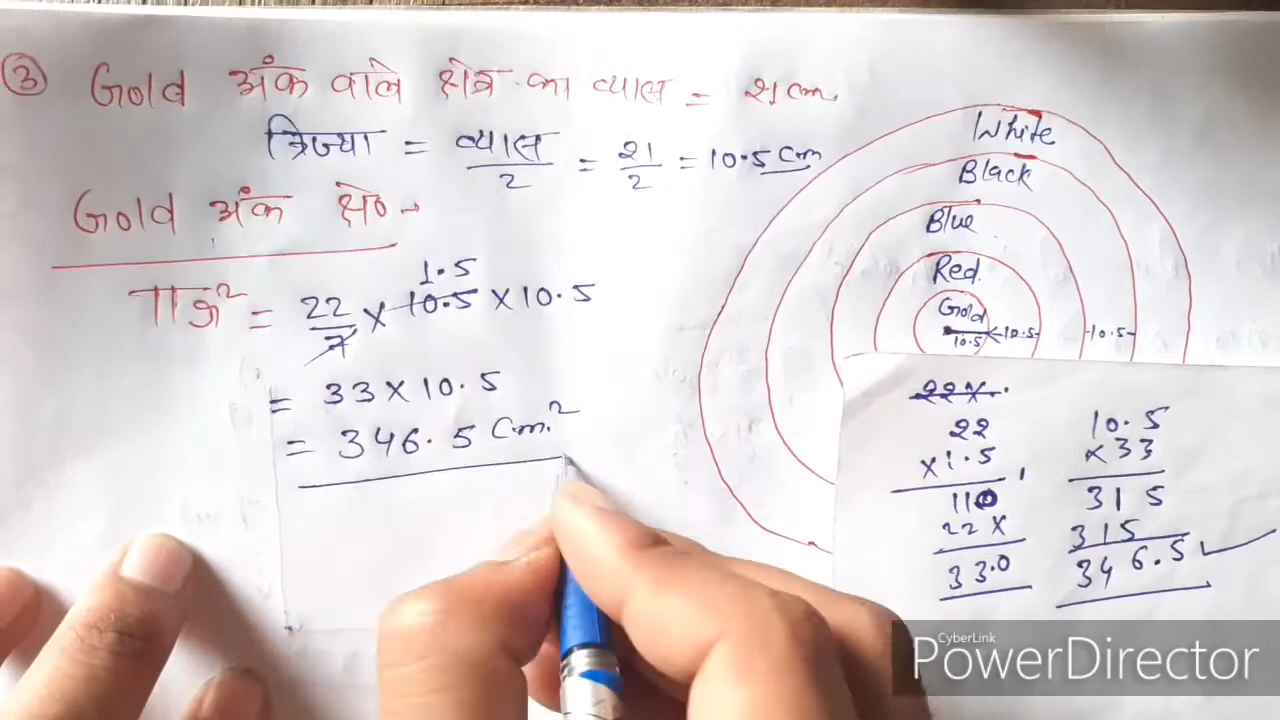 ③ Gold अंक वाले क्षेत्र का व्यास = 21 cm.
त्रिज्या = व्यास/2 = 21/2 = 10.5 cm
Gold अंक क्षे० →
πr² = 22/7 × 10.5 × 10.5
1.5
= 33 × 10.5
= 346.5 cm.²
White
Black
Blue
Red.
Gold
10.5 10.5 10.5
22 ×.
22
×1.5
110
22 ×
33.0
10.5
×33
315
315
346.5
CyberLink
PowerDirector